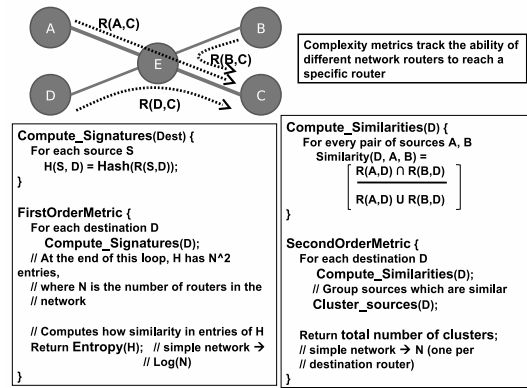 A
R(A,C)
B
E
R(B,C)
D
R(D,C)
C
Complexity metrics track the ability of
different network routers to reach a
specific router
Compute_Signatures(Dest) {
For each source S
H(S, D) = Hash(R(S,D));
}
FirstOrderMetric {
For each destination D
Compute_Signatures(D);
// At the end of this loop, H has N^2
entries,
// where N is the number of routers in the
// network
// Computes how similarity in entries of H
Return Entropy(H); // simple network →
// Log(N)
}
Compute_Similarities(D) {
For every pair of sources A, B
Similarity(D, A, B) =
R(A,D) ∩ R(B,D)
R(A,D) U R(B,D)
}
SecondOrderMetric {
For each destination D
Compute_Similarities(D);
// Group sources which are similar
Cluster_sources(D);
Return total number of clusters;
// simple network → N (one per
// destination router)
}